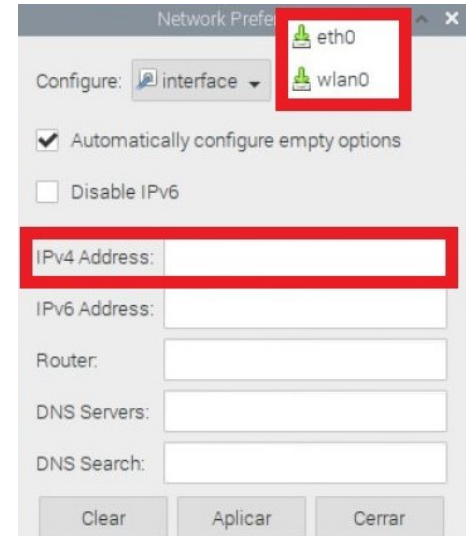 Network Prefe
eth0
Configure: interface
wlan0
Automatically configure empty options
Disable IPv6
IPv4 Address:
IPv6 Address:
Router:
DNS Servers:
DNS Search:
Clear Aplicar Cerrar